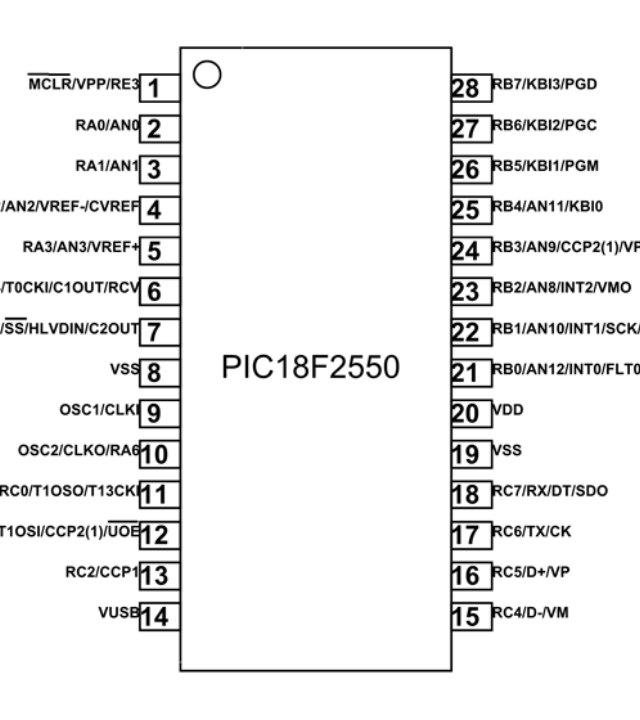 MCLR/VPP/RE3 1
RA0/AN0 2
RA1/AN1 3
/AN2/VREF-/CVREF 4
RA3/AN3/VREF+ 5
/T0CKI/C1OUT/RCV 6
/SS/HLVDIN/C2OUT 7
VSS 8
OSC1/CLKI 9
OSC2/CLKO/RA6 10
RC0/T1OSO/T13CKI 11
T1OSI/CCP2(1)/UOE 12
RC2/CCP1 13
VUSB 14
PIC18F2550
28 RB7/KBI3/PGD
27 RB6/KBI2/PGC
26 RB5/KBI1/PGM
25 RB4/AN11/KBI0
24 RB3/AN9/CCP2(1)/VP
23 RB2/AN8/INT2/VMO
22 RB1/AN10/INT1/SCK/
21 RB0/AN12/INT0/FLT0
20 VDD
19 VSS
18 RC7/RX/DT/SDO
17 RC6/TX/CK
16 RC5/D+/VP
15 RC4/D-/VM